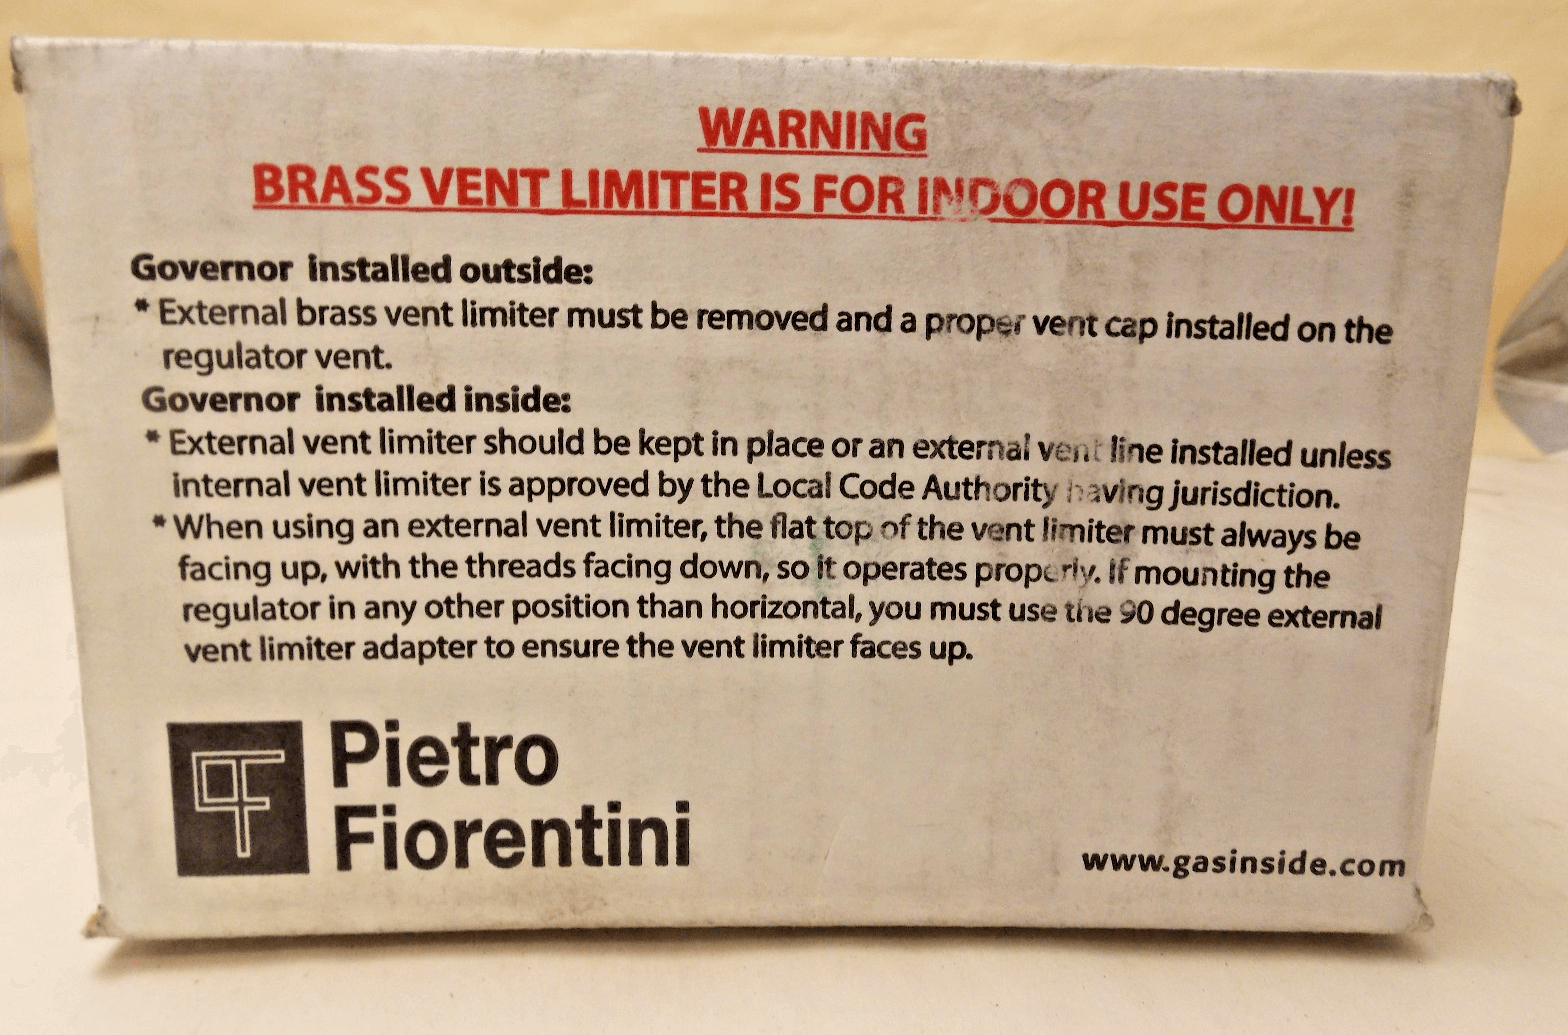 WARNING
BRASS VENT LIMITER IS FOR INDOOR USE ONLY!
Governor installed outside:
* External brass vent limiter must be removed and a proper vent cap installed on the
regulator vent.
Governor installed inside:
* External vent limiter should be kept in place or an external vent line installed unless
internal vent limiter is approved by the Local Code Authority having jurisdiction.
* When using an external vent limiter, the flat top of the vent limiter must always be
facing up, with the threads facing down, so it operates properly. If mounting the
regulator in any other position than horizontal, you must use the 90 degree external
vent limiter adapter to ensure the vent limiter faces up.
Pietro
Fiorentini
www.gasinside.com